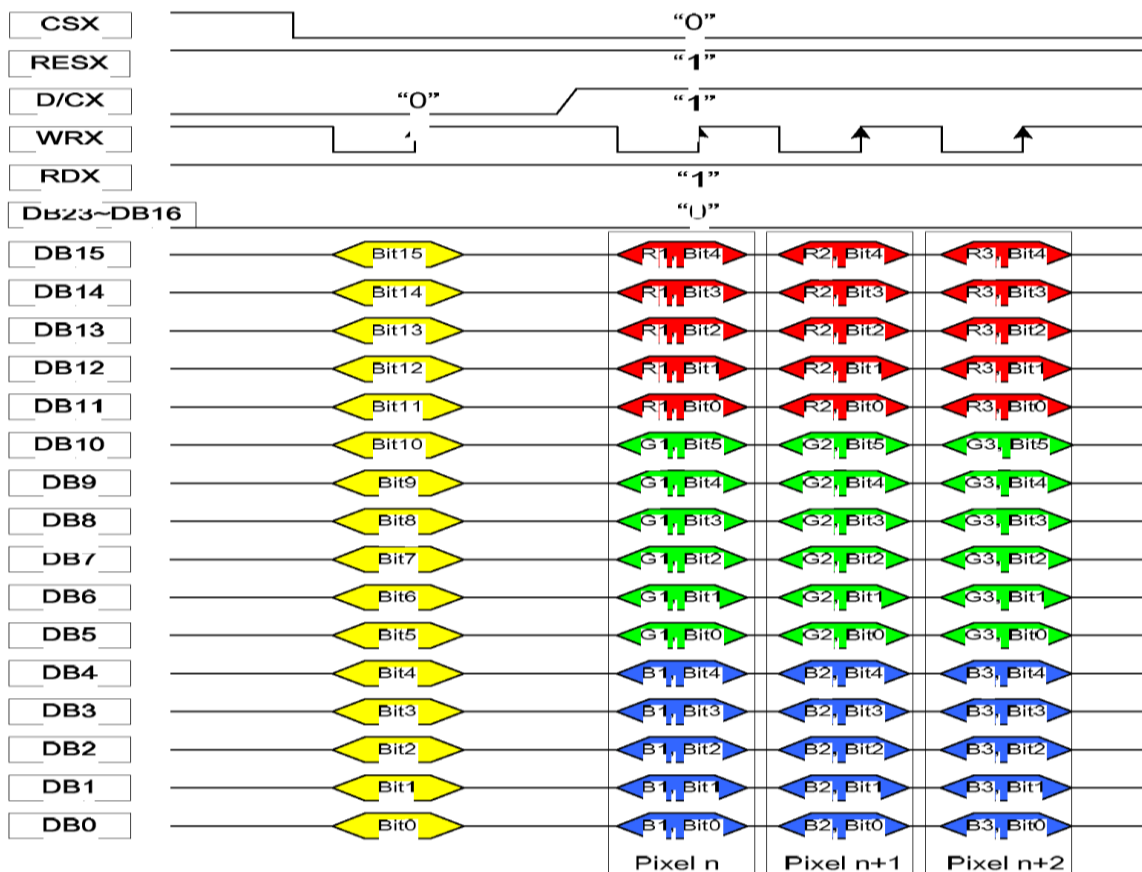 CSX “0”
RESX “1”
D/CX “0” “1”
WRX
RDX “1”
DB23~DB16 “0”
DB15 Bit15 R1, Bit4 R2, Bit4 R3, Bit4
DB14 Bit14 R1, Bit3 R2, Bit3 R3, Bit3
DB13 Bit13 R1, Bit2 R2, Bit2 R3, Bit2
DB12 Bit12 R1, Bit1 R2, Bit1 R3, Bit1
DB11 Bit11 R1, Bit0 R2, Bit0 R3, Bit0
DB10 Bit10 G1, Bit5 G2, Bit5 G3, Bit5
DB9 Bit9 G1, Bit4 G2, Bit4 G3, Bit4
DB8 Bit8 G1, Bit3 G2, Bit3 G3, Bit3
DB7 Bit7 G1, Bit2 G2, Bit2 G3, Bit2
DB6 Bit6 G1, Bit1 G2, Bit1 G3, Bit1
DB5 Bit5 G1, Bit0 G2, Bit0 G3, Bit0
DB4 Bit4 B1, Bit4 B2, Bit4 B3, Bit4
DB3 Bit3 B1, Bit3 B2, Bit3 B3, Bit3
DB2 Bit2 B1, Bit2 B2, Bit2 B3, Bit2
DB1 Bit1 B1, Bit1 B2, Bit1 B3, Bit1
DB0 Bit0 B1, Bit0 B2, Bit0 B3, Bit0
Pixel n Pixel n+1 Pixel n+2